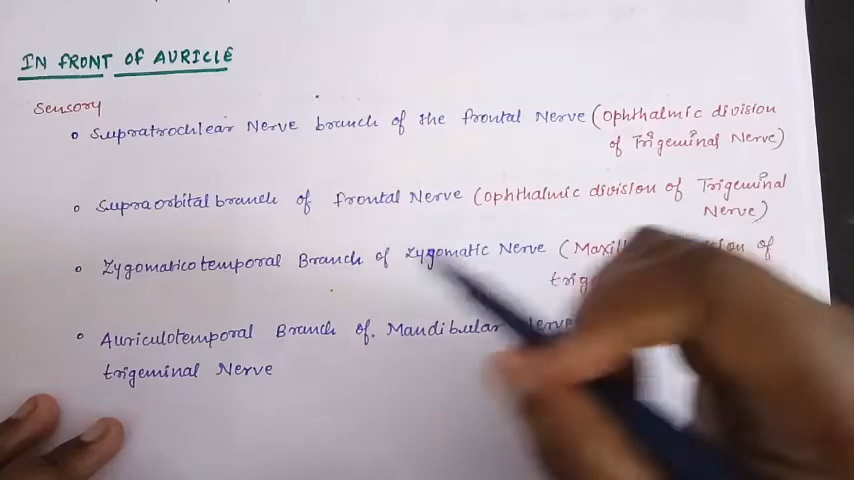 IN FRONT OF AURICLE
Sensory
Supratrochlear Nerve branch of the frontal Nerve (Ophthalmic division
of Trigeminal Nerve)
Supraorbital branch of frontal Nerve (Ophthalmic division of Trigeminal
Nerve)
Zygomaticotemporal Branch of Zygomatic Nerve ( of
Auriculotemporal Branch of. Mandibular Nerve
trigeminal Nerve